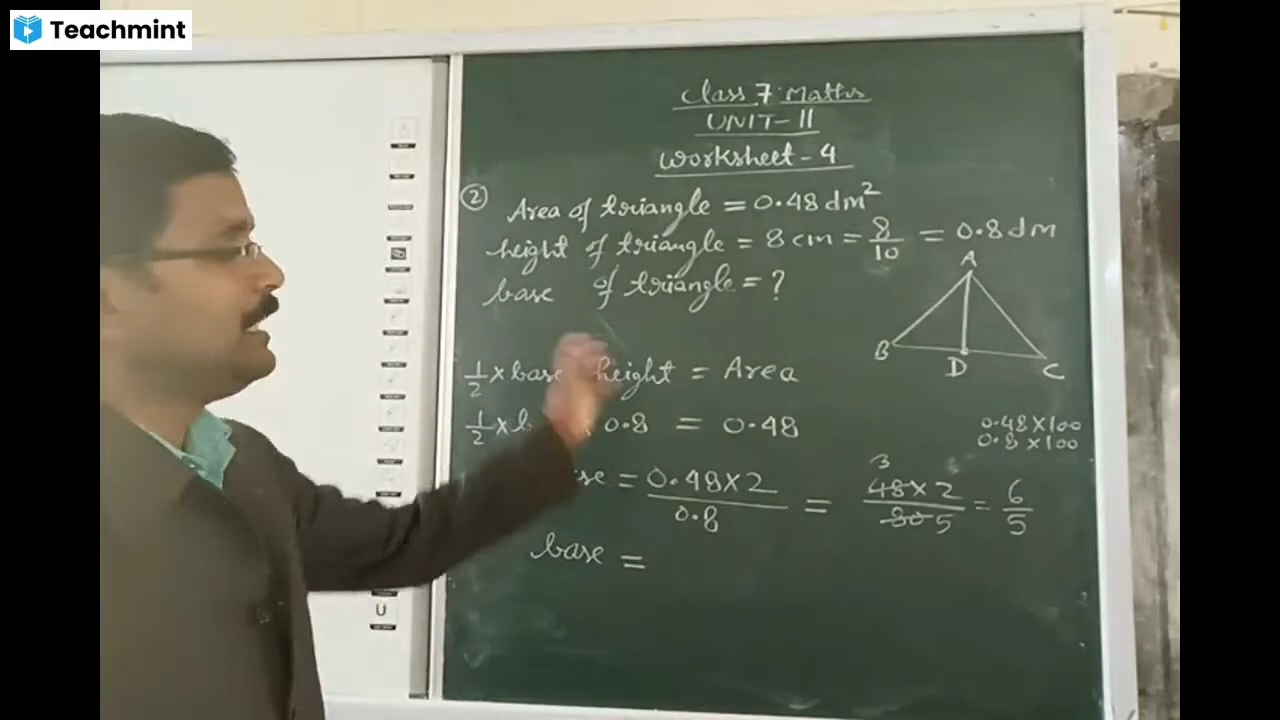 Teachmint
Class 7 Maths
UNIT-11
Worksheet-4
② Area of triangle = 0.48 dm²
height of triangle = 8 cm = 8/10 = 0.8 dm
base of triangle = ?
A
B D C
1/2 × base height = Area
1/2 × 0.8 = 0.48
0.48×100
0.8×100
= 0.48×2/0.8 = 48×2/80 = 6/5
3
5
base =
U